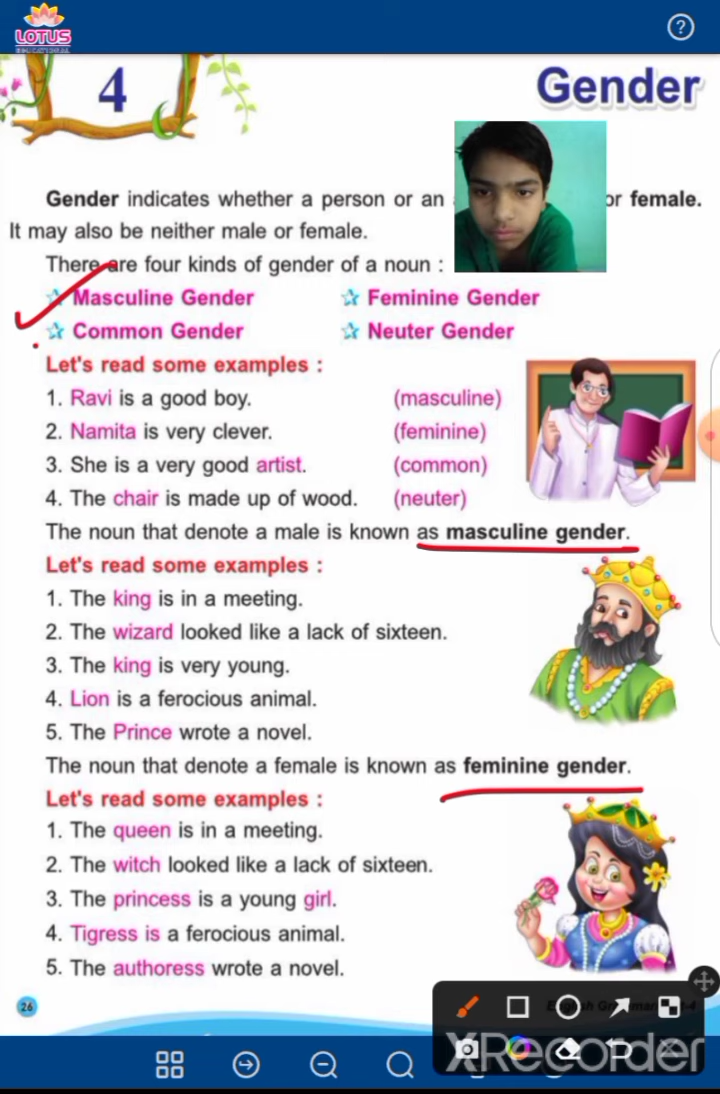 LOTUS
EDUCATIONAL
?
4
Gender
Gender indicates whether a person or an or female.
It may also be neither male or female.
There are four kinds of gender of a noun :
Masculine Gender Feminine Gender
Common Gender Neuter Gender
Let's read some examples :
1. Ravi is a good boy. (masculine)
2. Namita is very clever. (feminine)
3. She is a very good artist. (common)
4. The chair is made up of wood. (neuter)
The noun that denote a male is known as masculine gender.
Let's read some examples :
1. The king is in a meeting.
2. The wizard looked like a lack of sixteen.
3. The king is very young.
4. Lion is a ferocious animal.
5. The Prince wrote a novel.
The noun that denote a female is known as feminine gender.
Let's read some examples :
1. The queen is in a meeting.
2. The witch looked like a lack of sixteen.
3. The princess is a young girl.
4. Tigress is a ferocious animal.
5. The authoress wrote a novel.
26
XRecorder